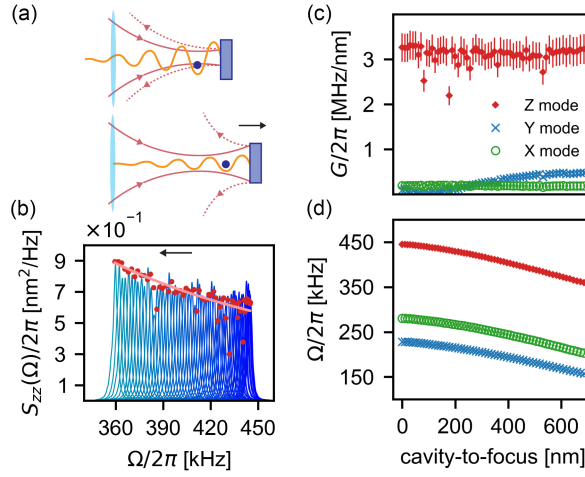 (a)
(b)
×10⁻¹
S_zz(Ω)/2π [nm²/Hz]
9
7
5
3
1
360
390
420
450
Ω/2π [kHz]
(c)
G/2π [MHz/nm]
3
2
1
Z mode
Y mode
X mode
(d)
Ω/2π [kHz]
450
350
250
150
0
200
400
600
cavity-to-focus [nm]